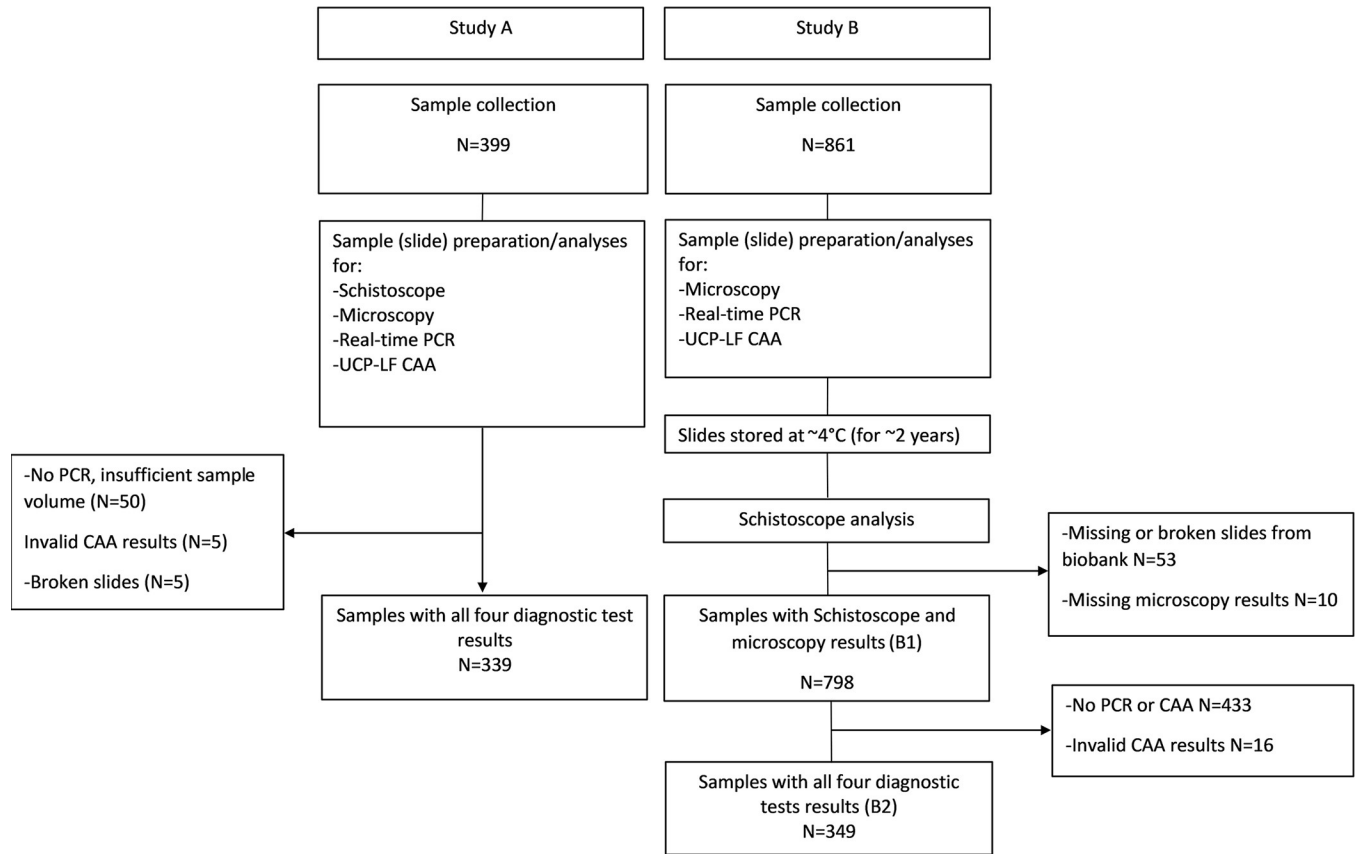 Study A
Sample collection
N=399
Sample (slide) preparation/analyses
for:
-Schistoscope
-Microscopy
-Real-time PCR
-UCP-LF CAA
-No PCR, insufficient sample
volume (N=50)
Invalid CAA results (N=5)
-Broken slides (N=5)
Samples with all four diagnostic test
results
N=339
Study B
Sample collection
N=861
Sample (slide) preparation/analyses
for:
-Microscopy
-Real-time PCR
-UCP-LF CAA
Slides stored at ~4°C (for ~2 years)
Schistoscope analysis
-Missing or broken slides from
biobank N=53
-Missing microscopy results N=10
Samples with Schistoscope and
microscopy results (B1)
N=798
-No PCR or CAA N=433
-Invalid CAA results N=16
Samples with all four diagnostic
tests results (B2)
N=349